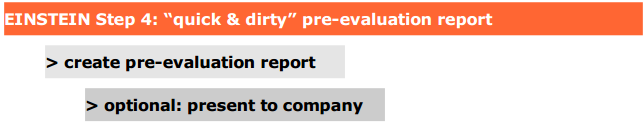 EINSTEIN Step 4: “quick & dirty” pre-evaluation report
> create pre-evaluation report
> optional: present to company